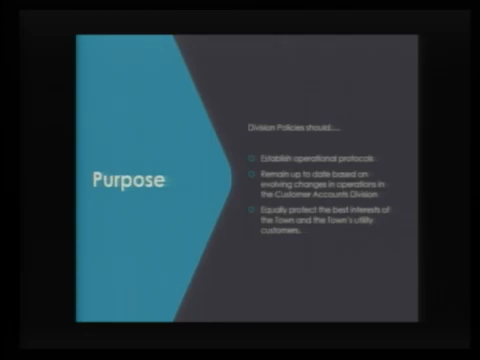 Purpose
Division Policies should....
Establish operational protocols
Remain up to date based on
evolving changes in operations in
the Customer Accounts Division
Equally protect the best interests of
the Town and the Town's utility
customers.